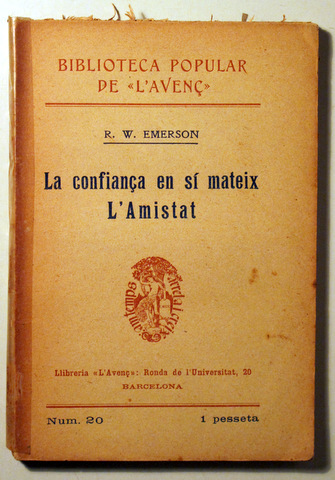 BIBLIOTECA POPULAR
DE «L'AVENÇ»
R. W. EMERSON
La confiança en sí mateix
L'Amistat
Llibreria «L'Avenç»: Ronda de l'Universitat, 20
BARCELONA
Num. 20
1 pesseta